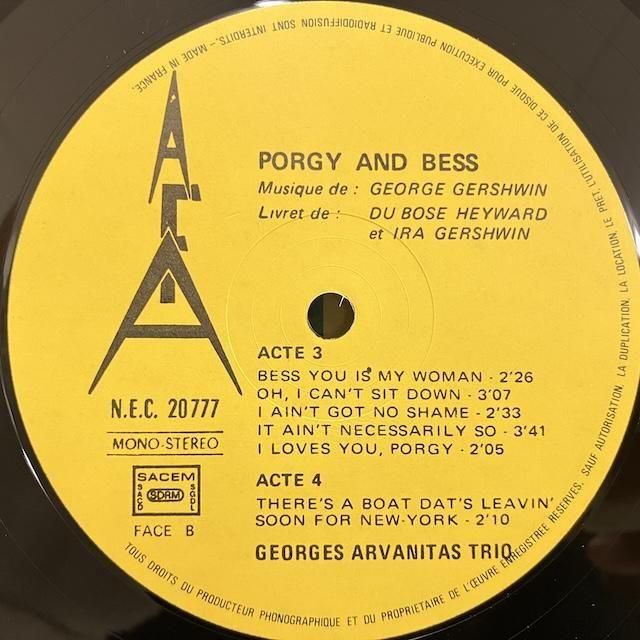 PORGY AND BESS
Musique de : GEORGE GERSHWIN
Livret de : DU BOSE HEYWARD
et IRA GERSHWIN
ACTE 3
BESS YOU IS MY WOMAN - 2'26
OH, I CAN'T SIT DOWN - 3'07
I AIN'T GOT NO SHAME - 2'33
IT AIN'T NECESSARILY SO - 3'41
I LOVES YOU, PORGY - 2'05
ACTE 4
THERE'S A BOAT DAT'S LEAVIN'
SOON FOR NEW-YORK - 2'10
GEORGES ARVANITAS TRIO
AFA
N.E.C. 20777
MONO-STEREO
SACEM
SACD
SDRM
SGDL
FACE B
TOUS DROITS DU PRODUCTEUR PHONOGRAPHIQUE ET DU PROPRIETAIRE DE L'ŒUVRE ENREGISTREE RESERVES. SAUF AUTORISATION, LA DUPLICATION, LA LOCATION, LE PRET, L'UTILISATION DE CE DISQUE POUR EXECUTION PUBLIQUE ET RADIODIFFUSION SONT INTERDITS. - MADE IN FRANCE.